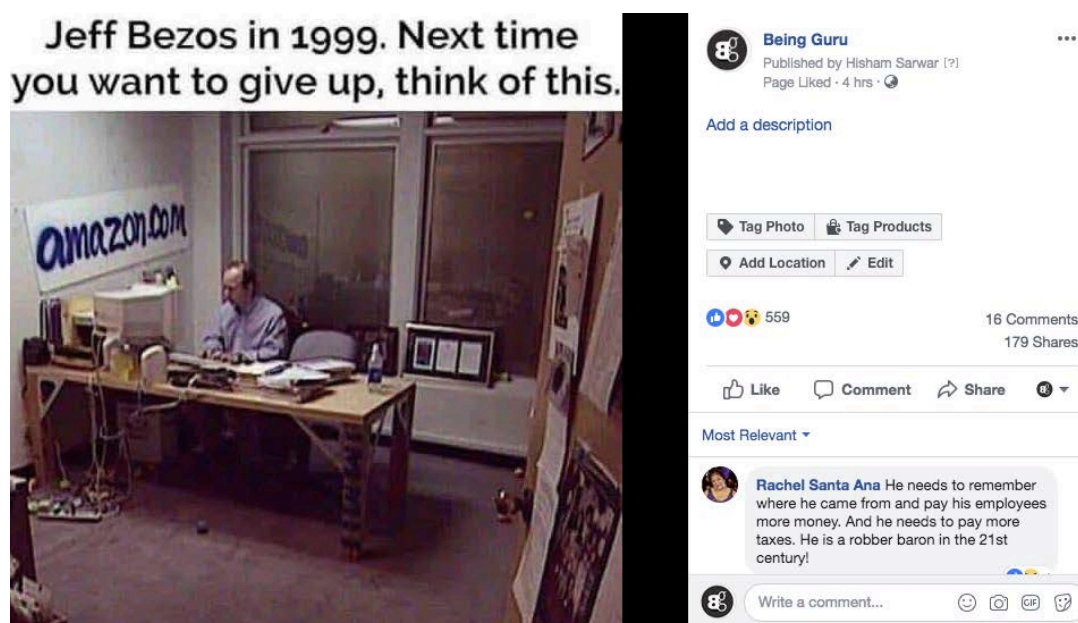 Jeff Bezos in 1999. Next time
you want to give up, think of this.
amazon.com
Being Guru
Published by Hisham Sarwar [?]
Page Liked · 4 hrs ·
Add a description
Tag Photo
Tag Products
Add Location
Edit
559
16 Comments
179 Shares
Like
Comment
Share
Most Relevant
Rachel Santa Ana He needs to remember
where he came from and pay his employees
more money. And he needs to pay more
taxes. He is a robber baron in the 21st
century!
Write a comment...
GIF